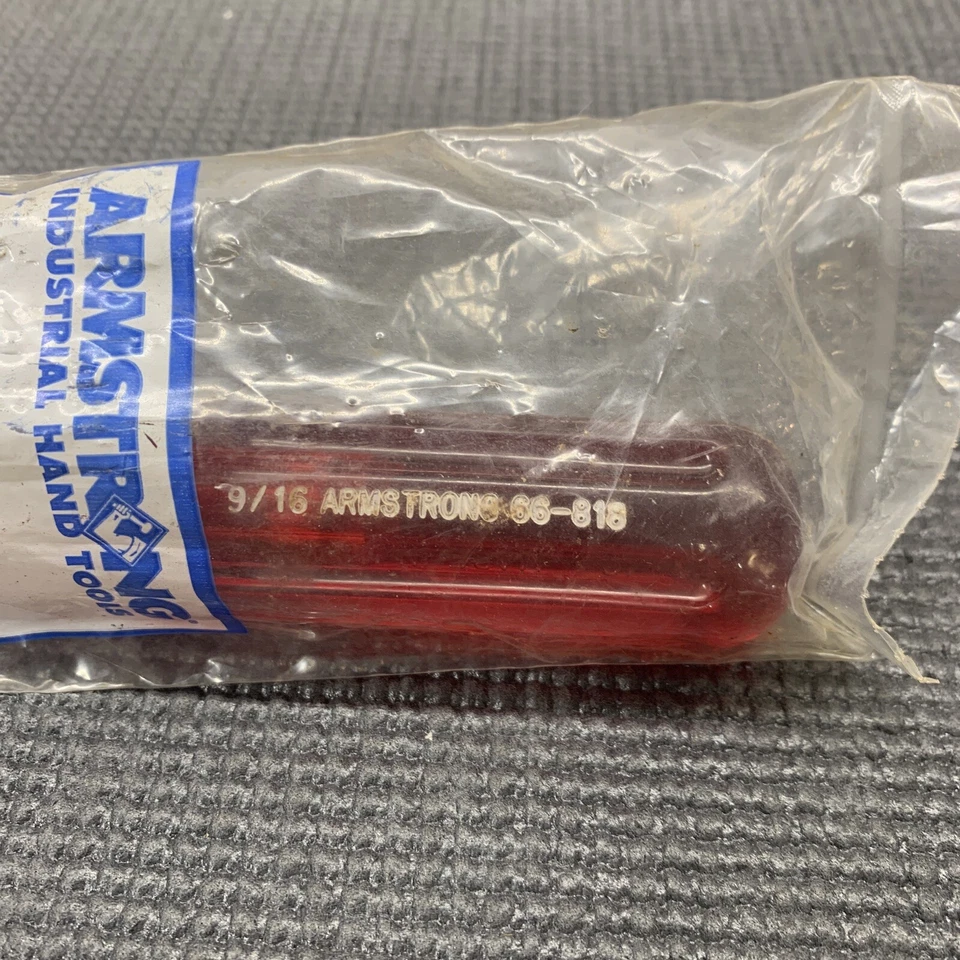 ARMSTRONG®
INDUSTRIAL HAND TOOLS
9/16 ARMSTRONG 66-818